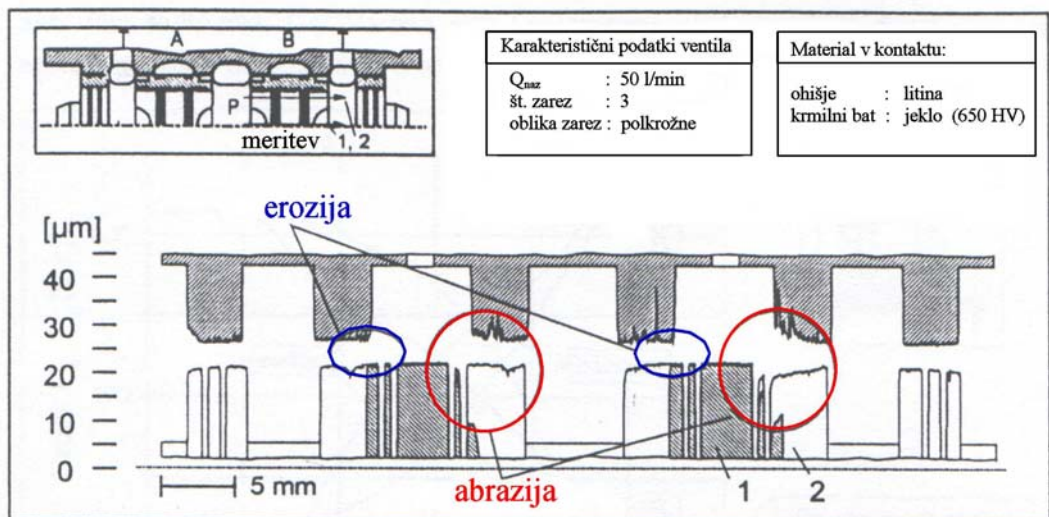 A B
P
meritev 1, 2
Karakteristični podatki ventila
Qnaz : 50 l/min
št. zarez : 3
oblika zarez : polkrožne
Material v kontaktu:
ohišje : litina
krmilni bat : jeklo (650 HV)
erozija
[µm]
40
30
20
10
0
5 mm
abrazija
1 2